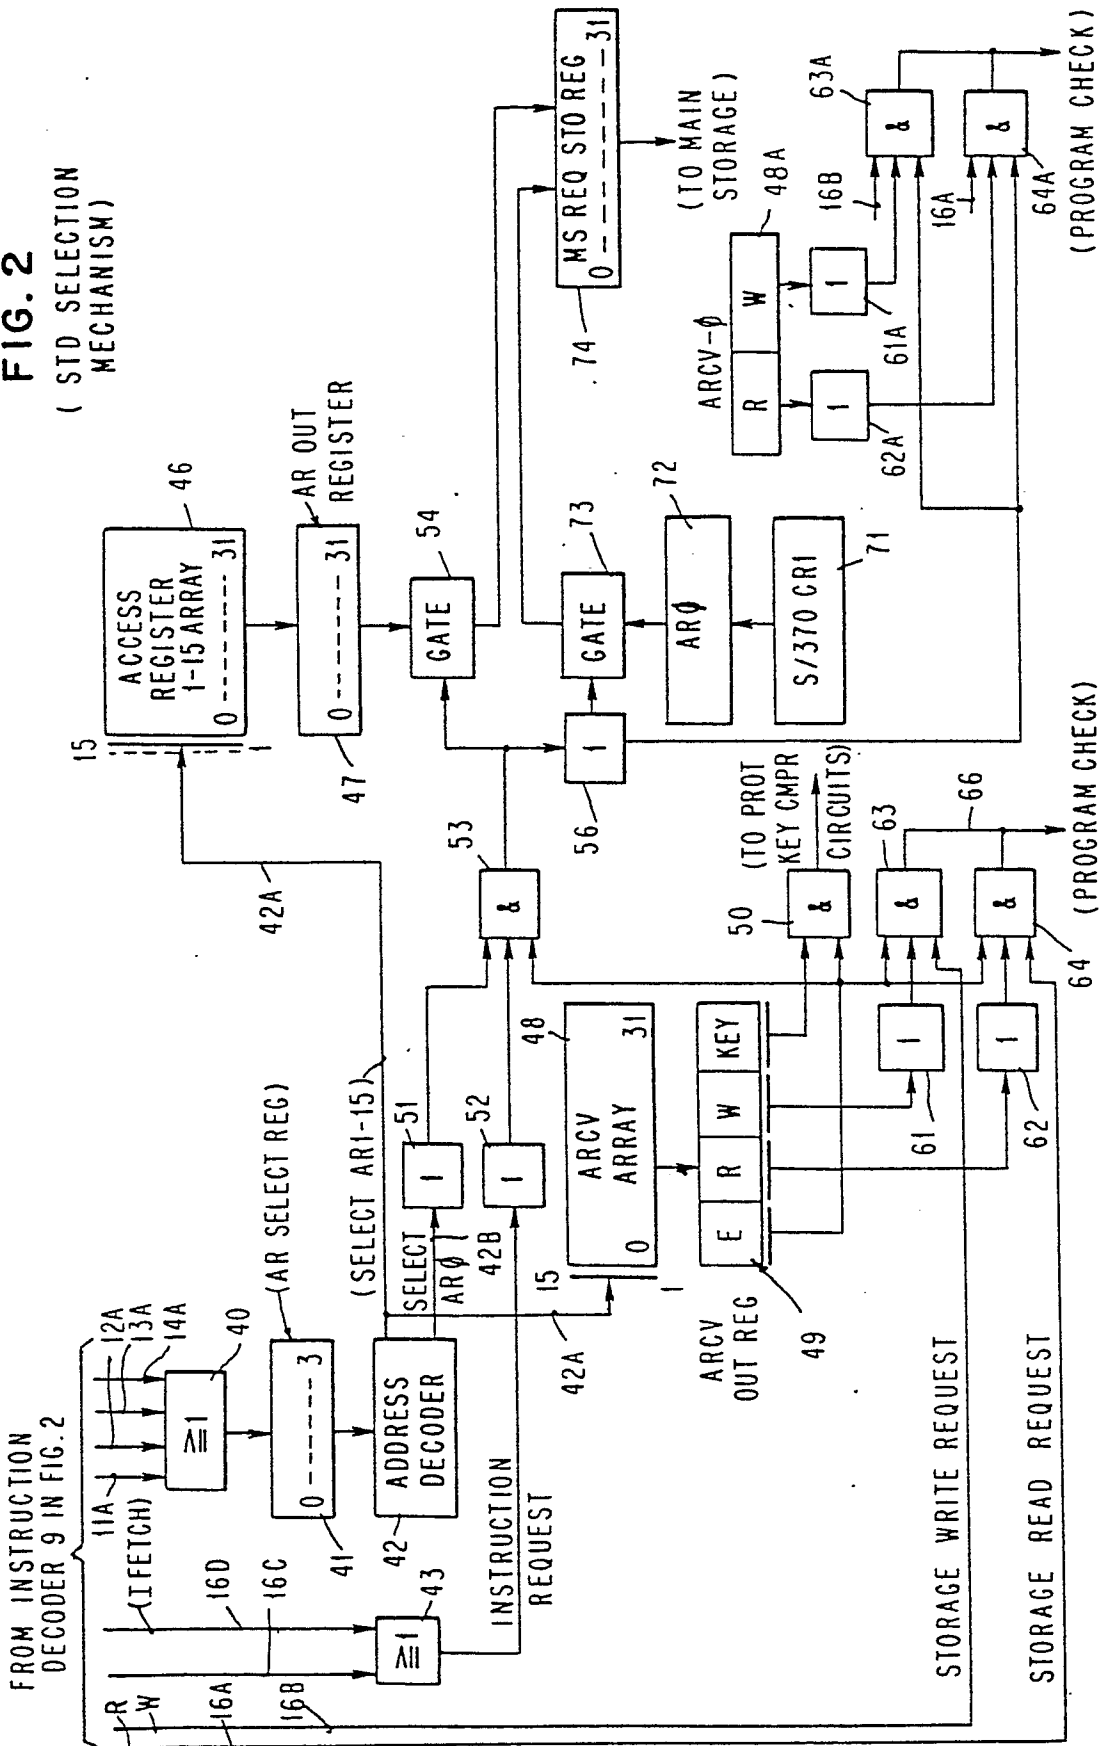 FIG. 2
( STD SELECTION
MECHANISM)
FROM INSTRUCTION
DECODER 9 IN FIG. 2
R
W
16A
16B
(IFETCH)
16D
16C
11A
12A
13A
14A
≥1
40
≥1
43
0 ------ 3
41
(AR SELECT REG)
ADDRESS
DECODER
42
INSTRUCTION
REQUEST
(SELECT AR1-15)
SELECT
ARϕ
42B
42A
42A
1
51
1
52
15
1
48
ARCV
ARRAY
0
31
E
R
W
KEY
ARCV
OUT REG
49
STORAGE WRITE REQUEST
STORAGE READ REQUEST
&
53
15
1
ACCESS
REGISTER
1-15 ARRAY
0 ------ 31
46
0 ------ 31
47
AR OUT
REGISTER
GATE
54
1
56
GATE
73
ARϕ
72
S/370 CR1
71
MS REQ STO REG
0 ------ 31
74
(TO MAIN
STORAGE)
50
&
(TO PROT
KEY CMPR
CIRCUITS)
1
61
1
62
&
63
&
64
66
(PROGRAM CHECK)
ARCV-ϕ
R
W
48A
1
62A
1
61A
16B
16A
&
63A
&
64A
(PROGRAM CHECK)